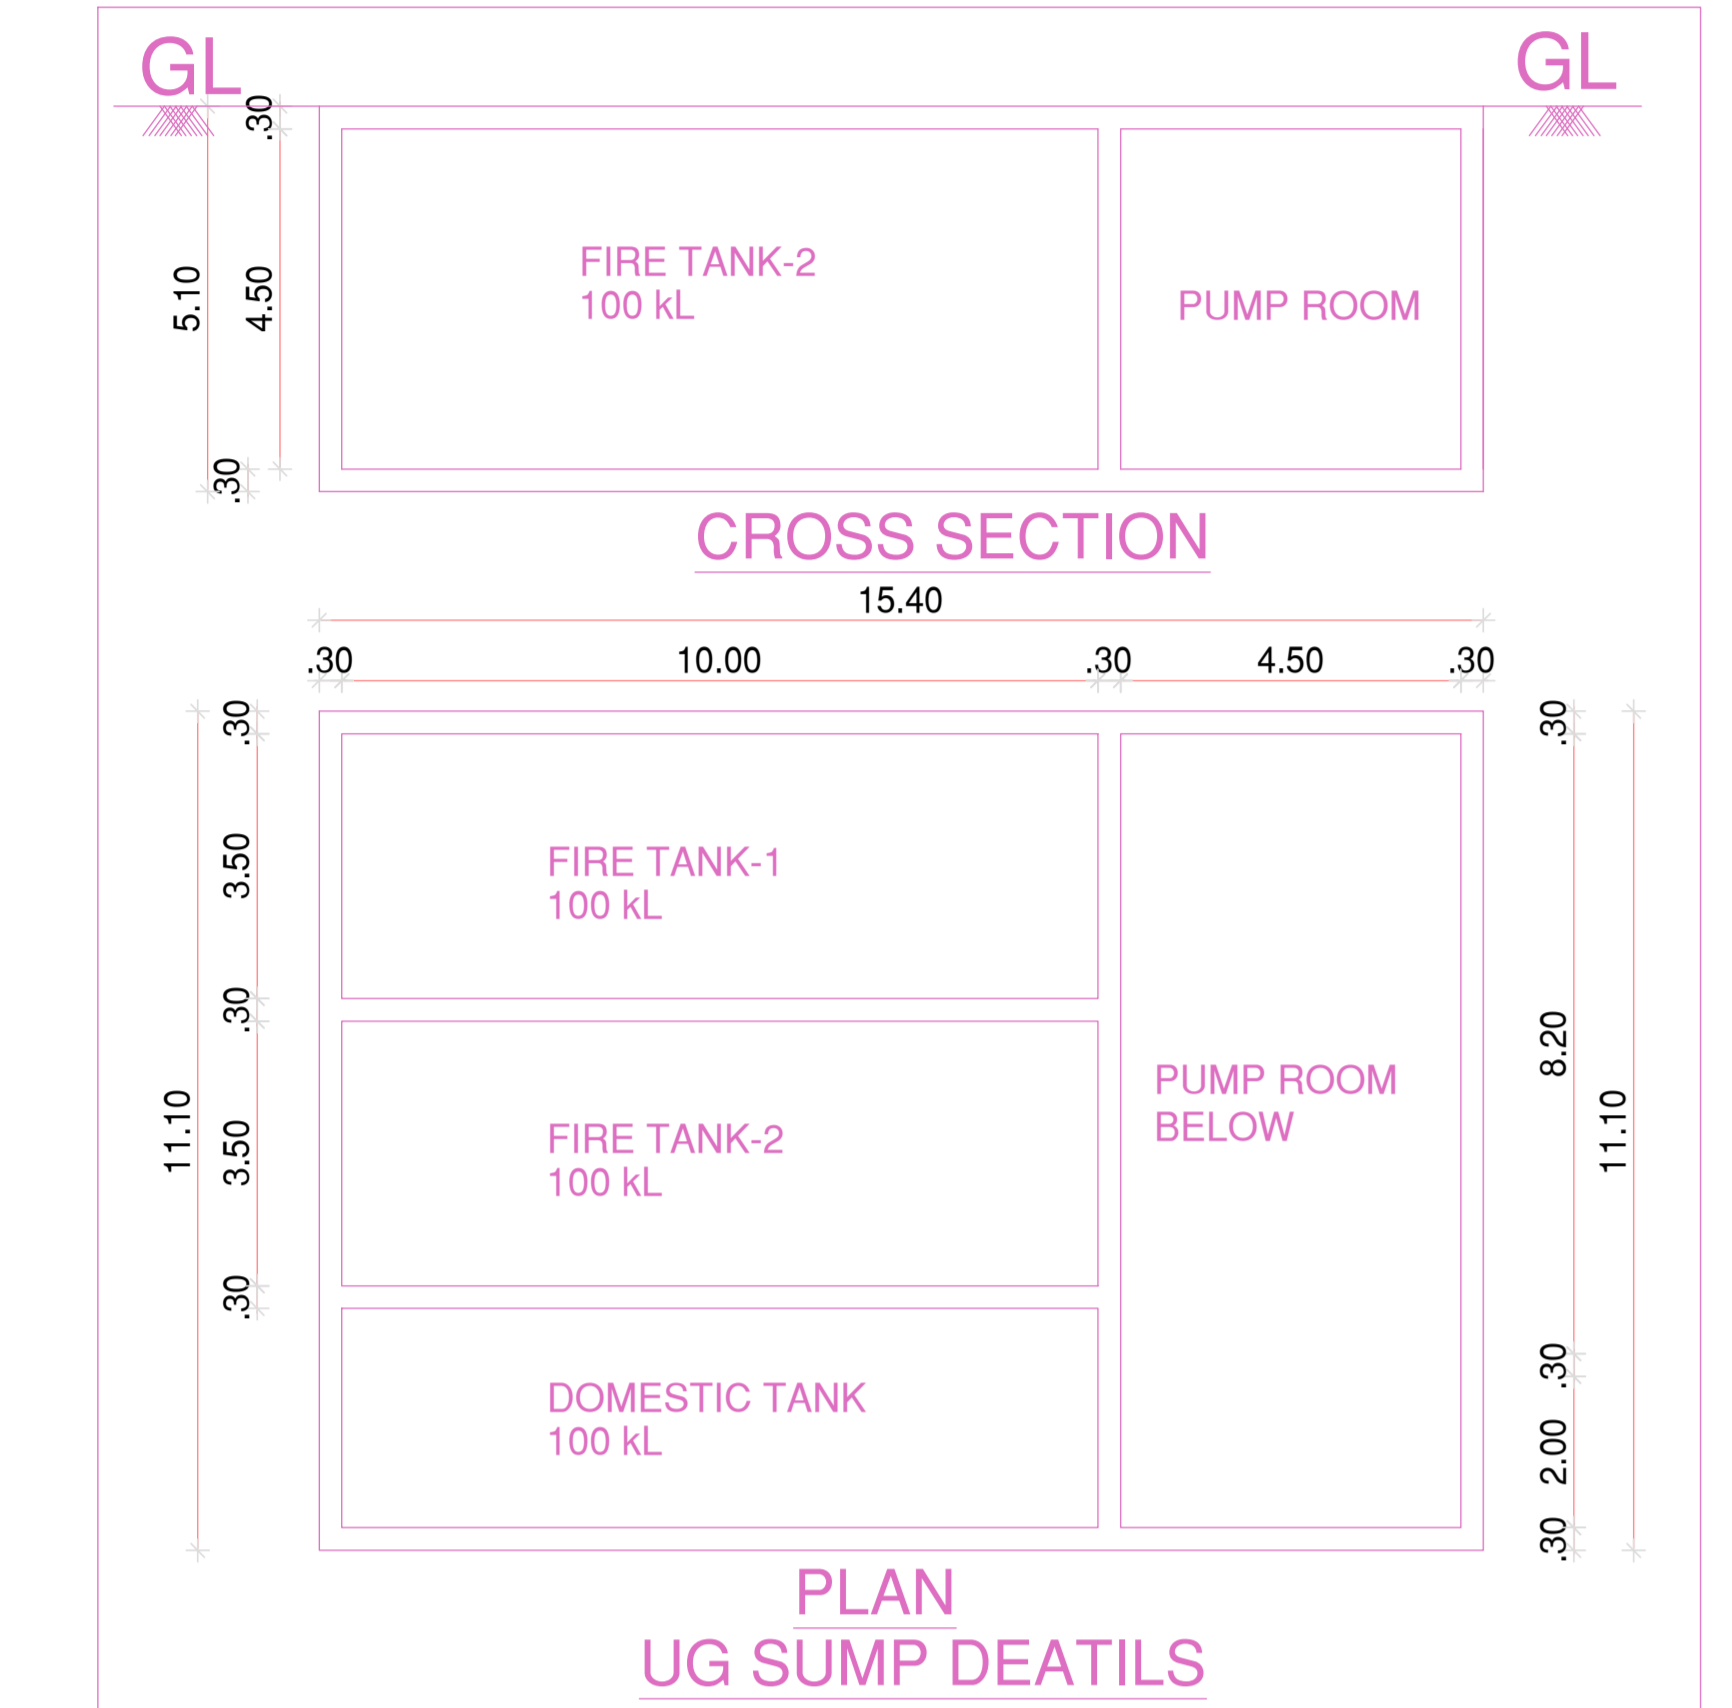 GL
GL
.30
5.10
4.50
.30
FIRE TANK-2
100 kL
PUMP ROOM
CROSS SECTION
15.40
.30
10.00
.30
4.50
.30
.30
3.50
.30
3.50
.30
11.10
FIRE TANK-1
100 kL
FIRE TANK-2
100 kL
DOMESTIC TANK
100 kL
PUMP ROOM
BELOW
.30
8.20
.30
2.00
.30
11.10
PLAN
UG SUMP DEATILS